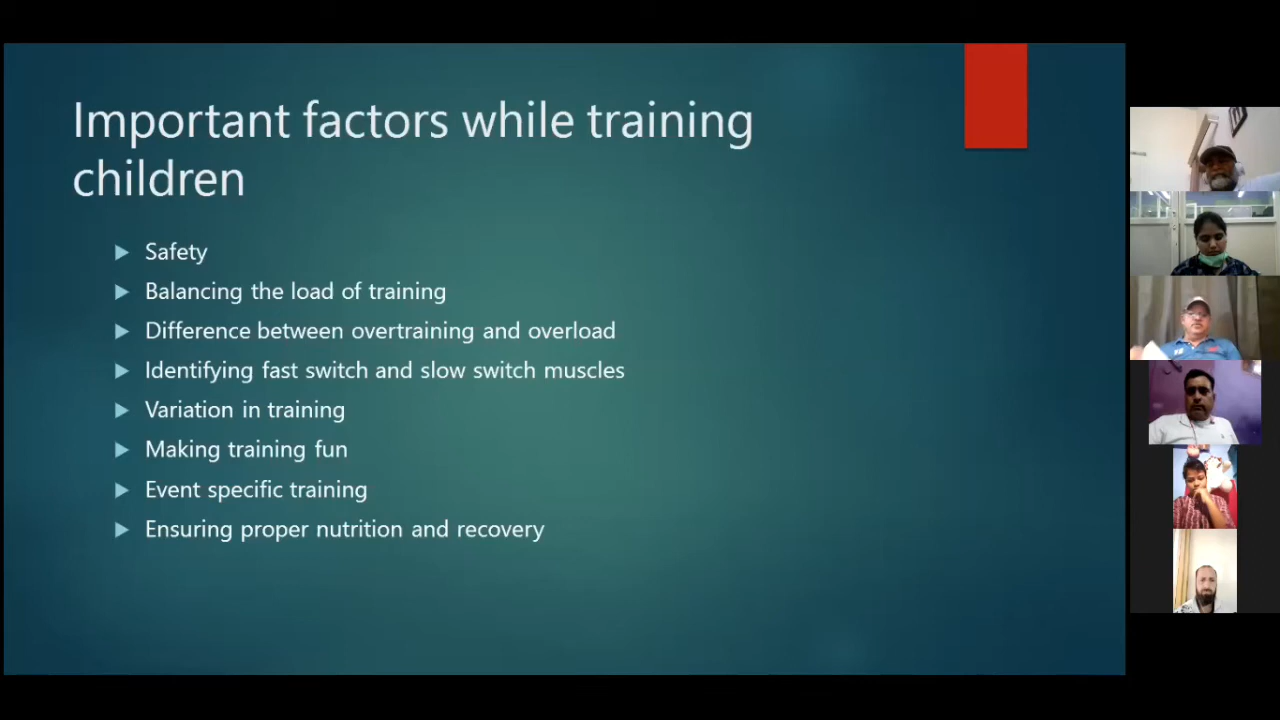 Important factors while training
children
Safety
Balancing the load of training
Difference between overtraining and overload
Identifying fast switch and slow switch muscles
Variation in training
Making training fun
Event specific training
Ensuring proper nutrition and recovery